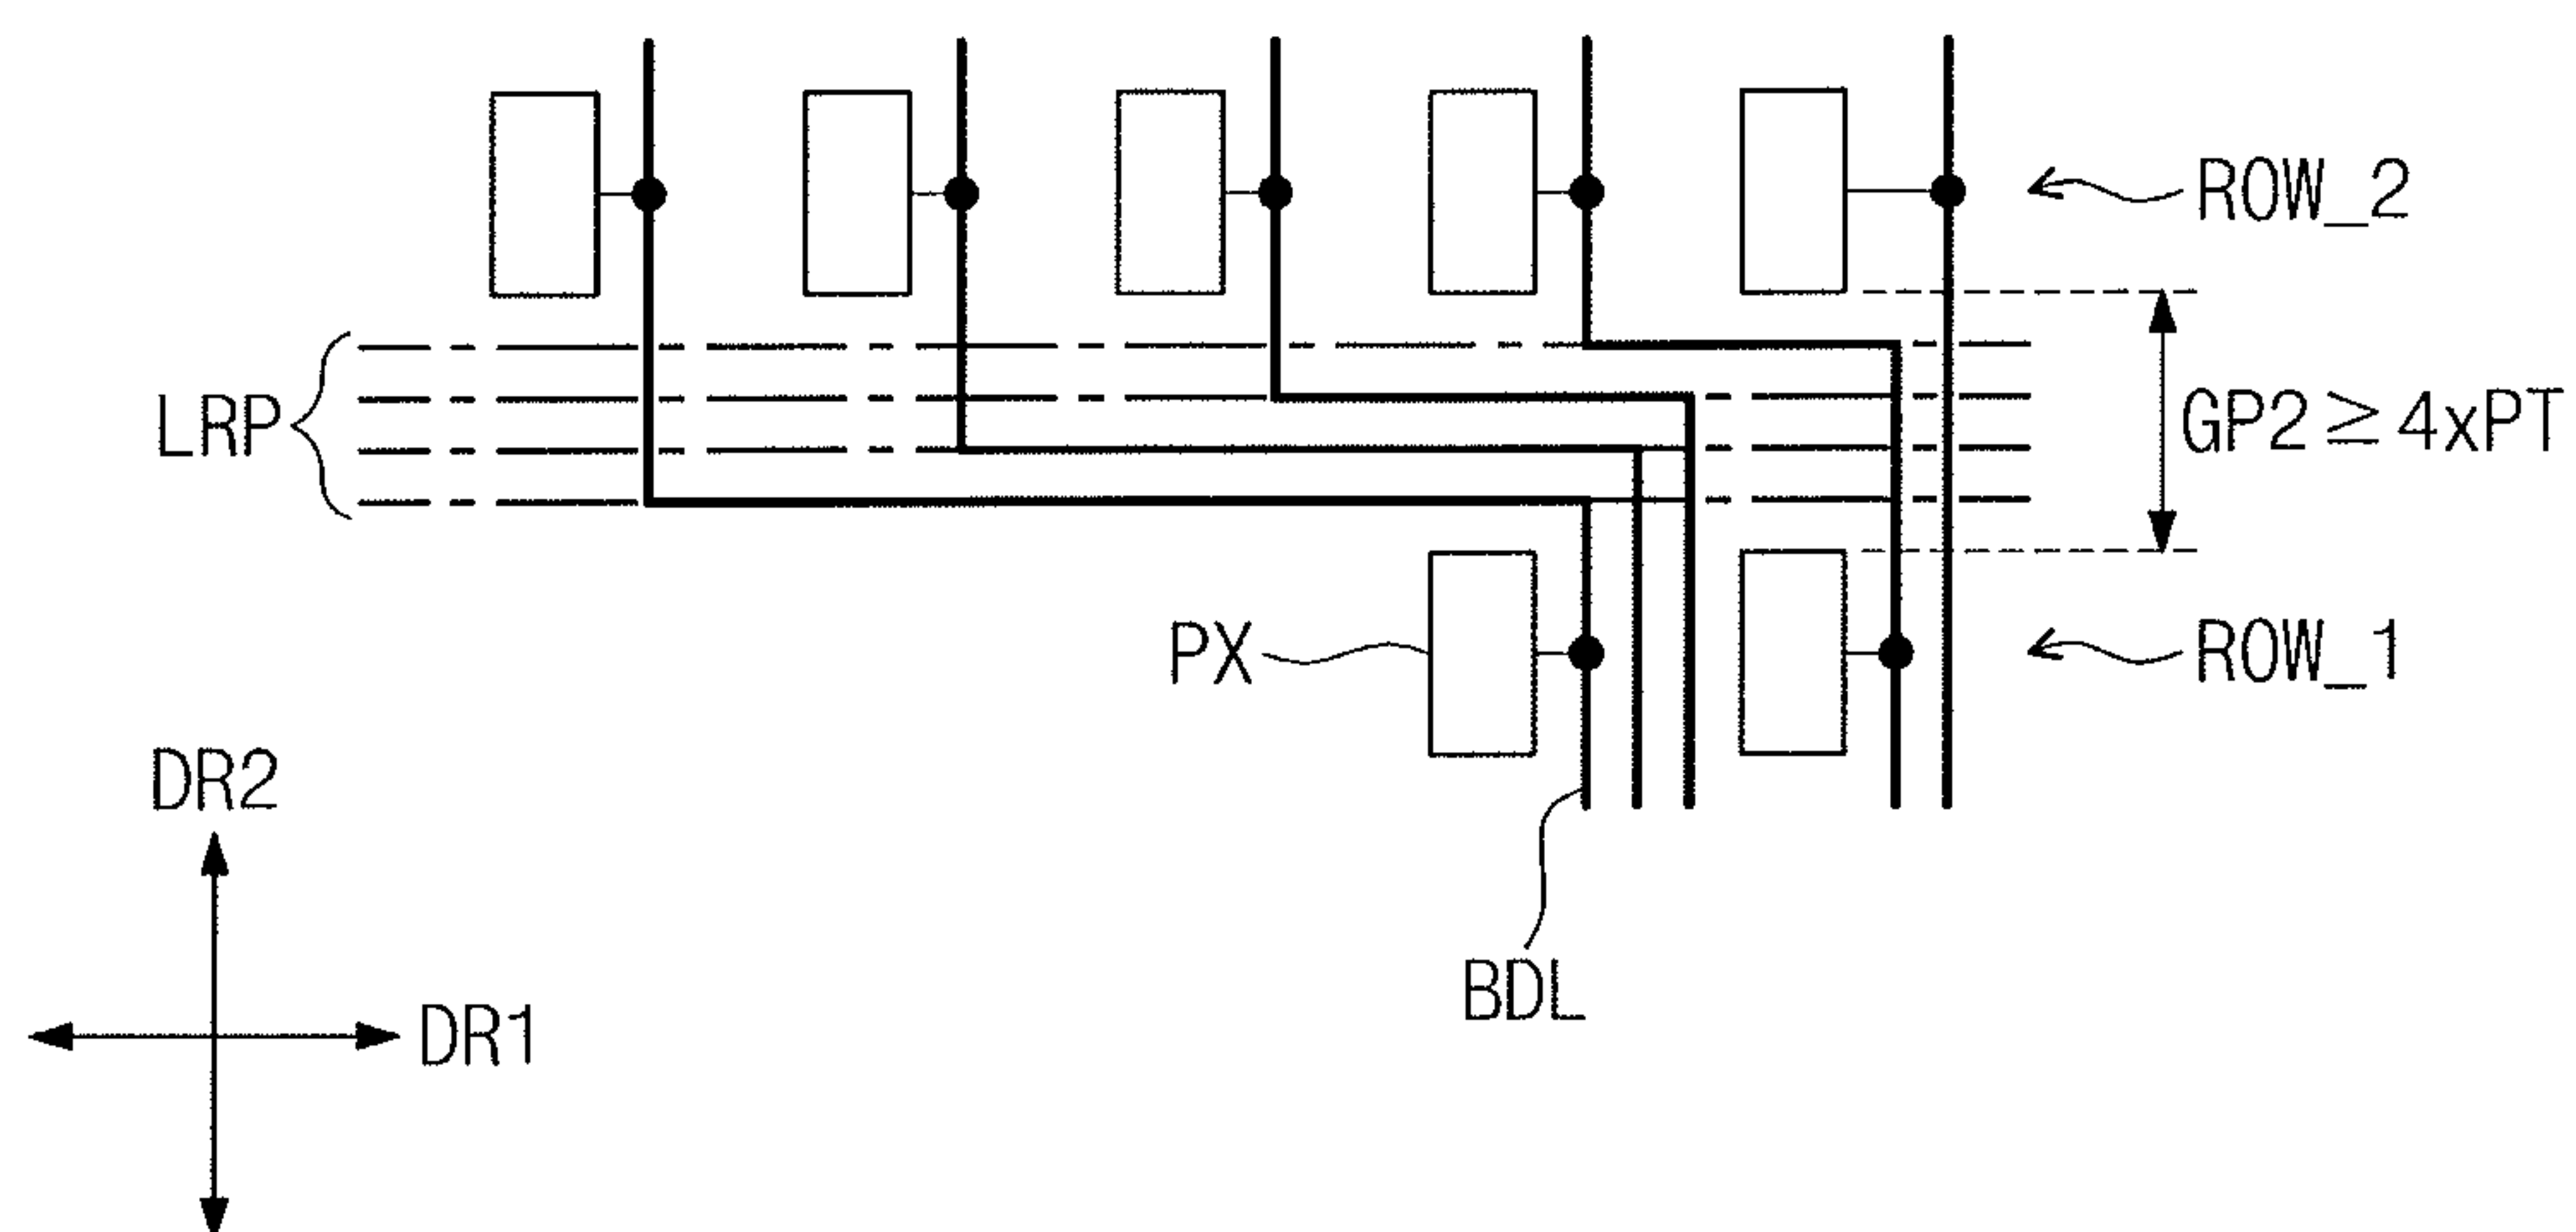 ROW_2
LRP
GP2≥4xPT
PX
ROW_1
DR2
BDL
DR1